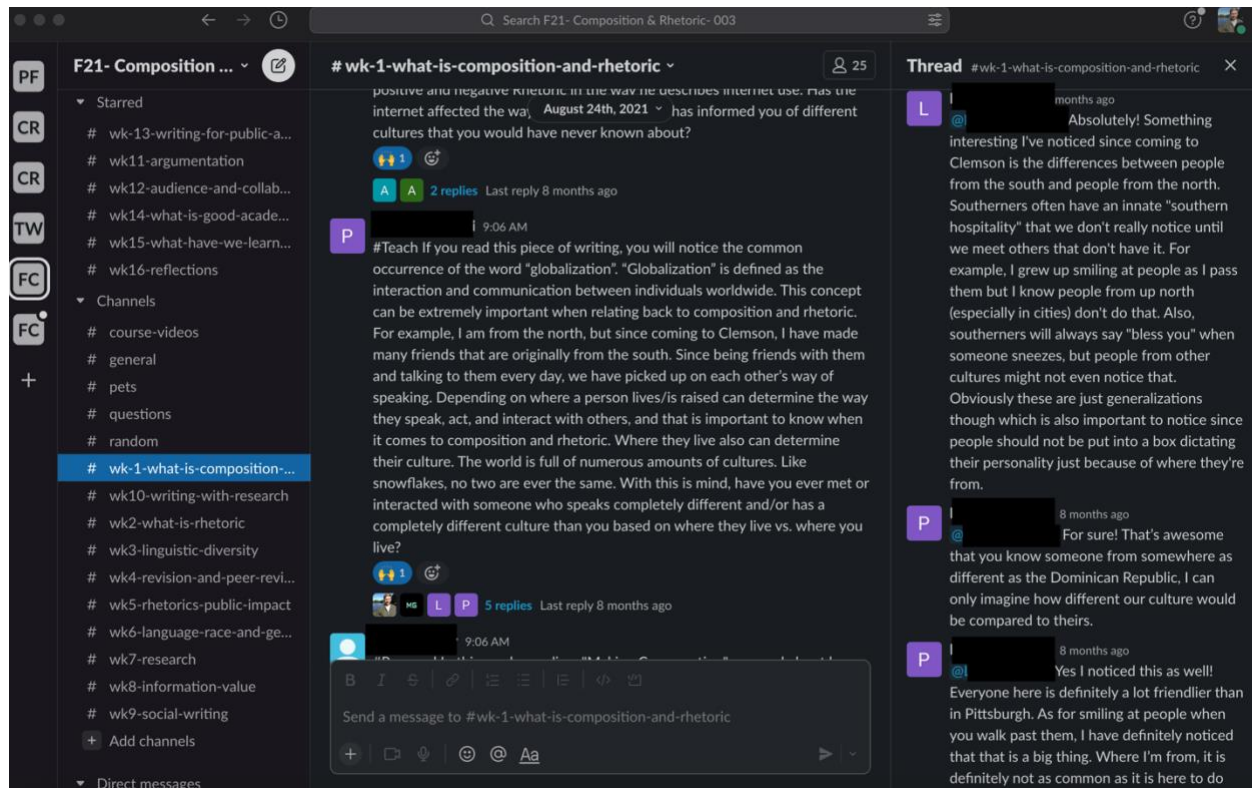 Search F21- Composition & Rhetoric- 003
PF
CR
CR
TW
FC
FC
F21- Composition ...
Starred
# wk-13-writing-for-public-a...
# wk11-argumentation
# wk12-audience-and-collab...
# wk14-what-is-good-acade...
# wk15-what-have-we-learn...
# wk16-reflections
Channels
# course-videos
# general
# pets
# questions
# random
# wk-1-what-is-composition-...
# wk10-writing-with-research
# wk2-what-is-rhetoric
# wk3-linguistic-diversity
# wk4-revision-and-peer-revi...
# wk5-rhetorics-public-impact
# wk6-language-race-and-ge...
# wk7-research
# wk8-information-value
# wk9-social-writing
+ Add channels
Direct messages
# wk-1-what-is-composition-and-rhetoric
25
positive and negative Rhetoric in the way he describes internet use. Has the
internet affected the way
August 24th, 2021
has informed you of different
cultures that you would have never known about?
1
A A 2 replies Last reply 8 months ago
P
9:06 AM
#Teach If you read this piece of writing, you will notice the common
occurrence of the word “globalization”. “Globalization” is defined as the
interaction and communication between individuals worldwide. This concept
can be extremely important when relating back to composition and rhetoric.
For example, I am from the north, but since coming to Clemson, I have made
many friends that are originally from the south. Since being friends with them
and talking to them every day, we have picked up on each other’s way of
speaking. Depending on where a person lives/is raised can determine the way
they speak, act, and interact with others, and that is important to know when
it comes to composition and rhetoric. Where they live also can determine
their culture. The world is full of numerous amounts of cultures. Like
snowflakes, no two are ever the same. With this is mind, have you ever met or
interacted with someone who speaks completely different and/or has a
completely different culture than you based on where they live vs. where you
live?
1
MG L P 5 replies Last reply 8 months ago
9:06 AM
B I S
Send a message to #wk-1-what-is-composition-and-rhetoric
+ @ Aa
Thread #wk-1-what-is-composition-and-rhetoric
L
months ago
@ Absolutely! Something
interesting I've noticed since coming to
Clemson is the differences between people
from the south and people from the north.
Southerners often have an innate "southern
hospitality" that we don't really notice until
we meet others that don't have it. For
example, I grew up smiling at people as I pass
them but I know people from up north
(especially in cities) don't do that. Also,
southerners will always say "bless you" when
someone sneezes, but people from other
cultures might not even notice that.
Obviously these are just generalizations
though which is also important to notice since
people should not be put into a box dictating
their personality just because of where they're
from.
P
8 months ago
@ For sure! That's awesome
that you know someone from somewhere as
different as the Dominican Republic, I can
only imagine how different our culture would
be compared to theirs.
P
8 months ago
@ Yes I noticed this as well!
Everyone here is definitely a lot friendlier than
in Pittsburgh. As for smiling at people when
you walk past them, I have definitely noticed
that that is a big thing. Where I'm from, it is
definitely not as common as it is here to do